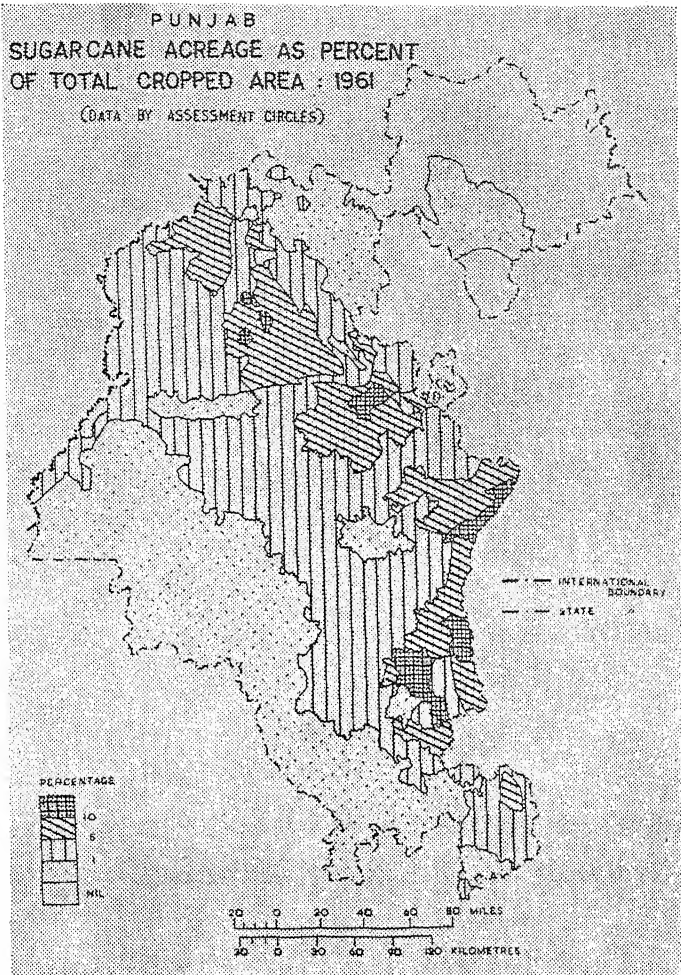 PUNJAB
SUGARCANE ACREAGE AS PERCENT
OF TOTAL CROPPED AREA : 1961
(DATA BY ASSESSMENT CIRCLES)
INTERNATIONAL
BOUNDARY
STATE "
PERCENTAGE
10
5
1
NIL
20 0 20 40 60 80 MILES
30 0 30 60 90 120 KILOMETRES